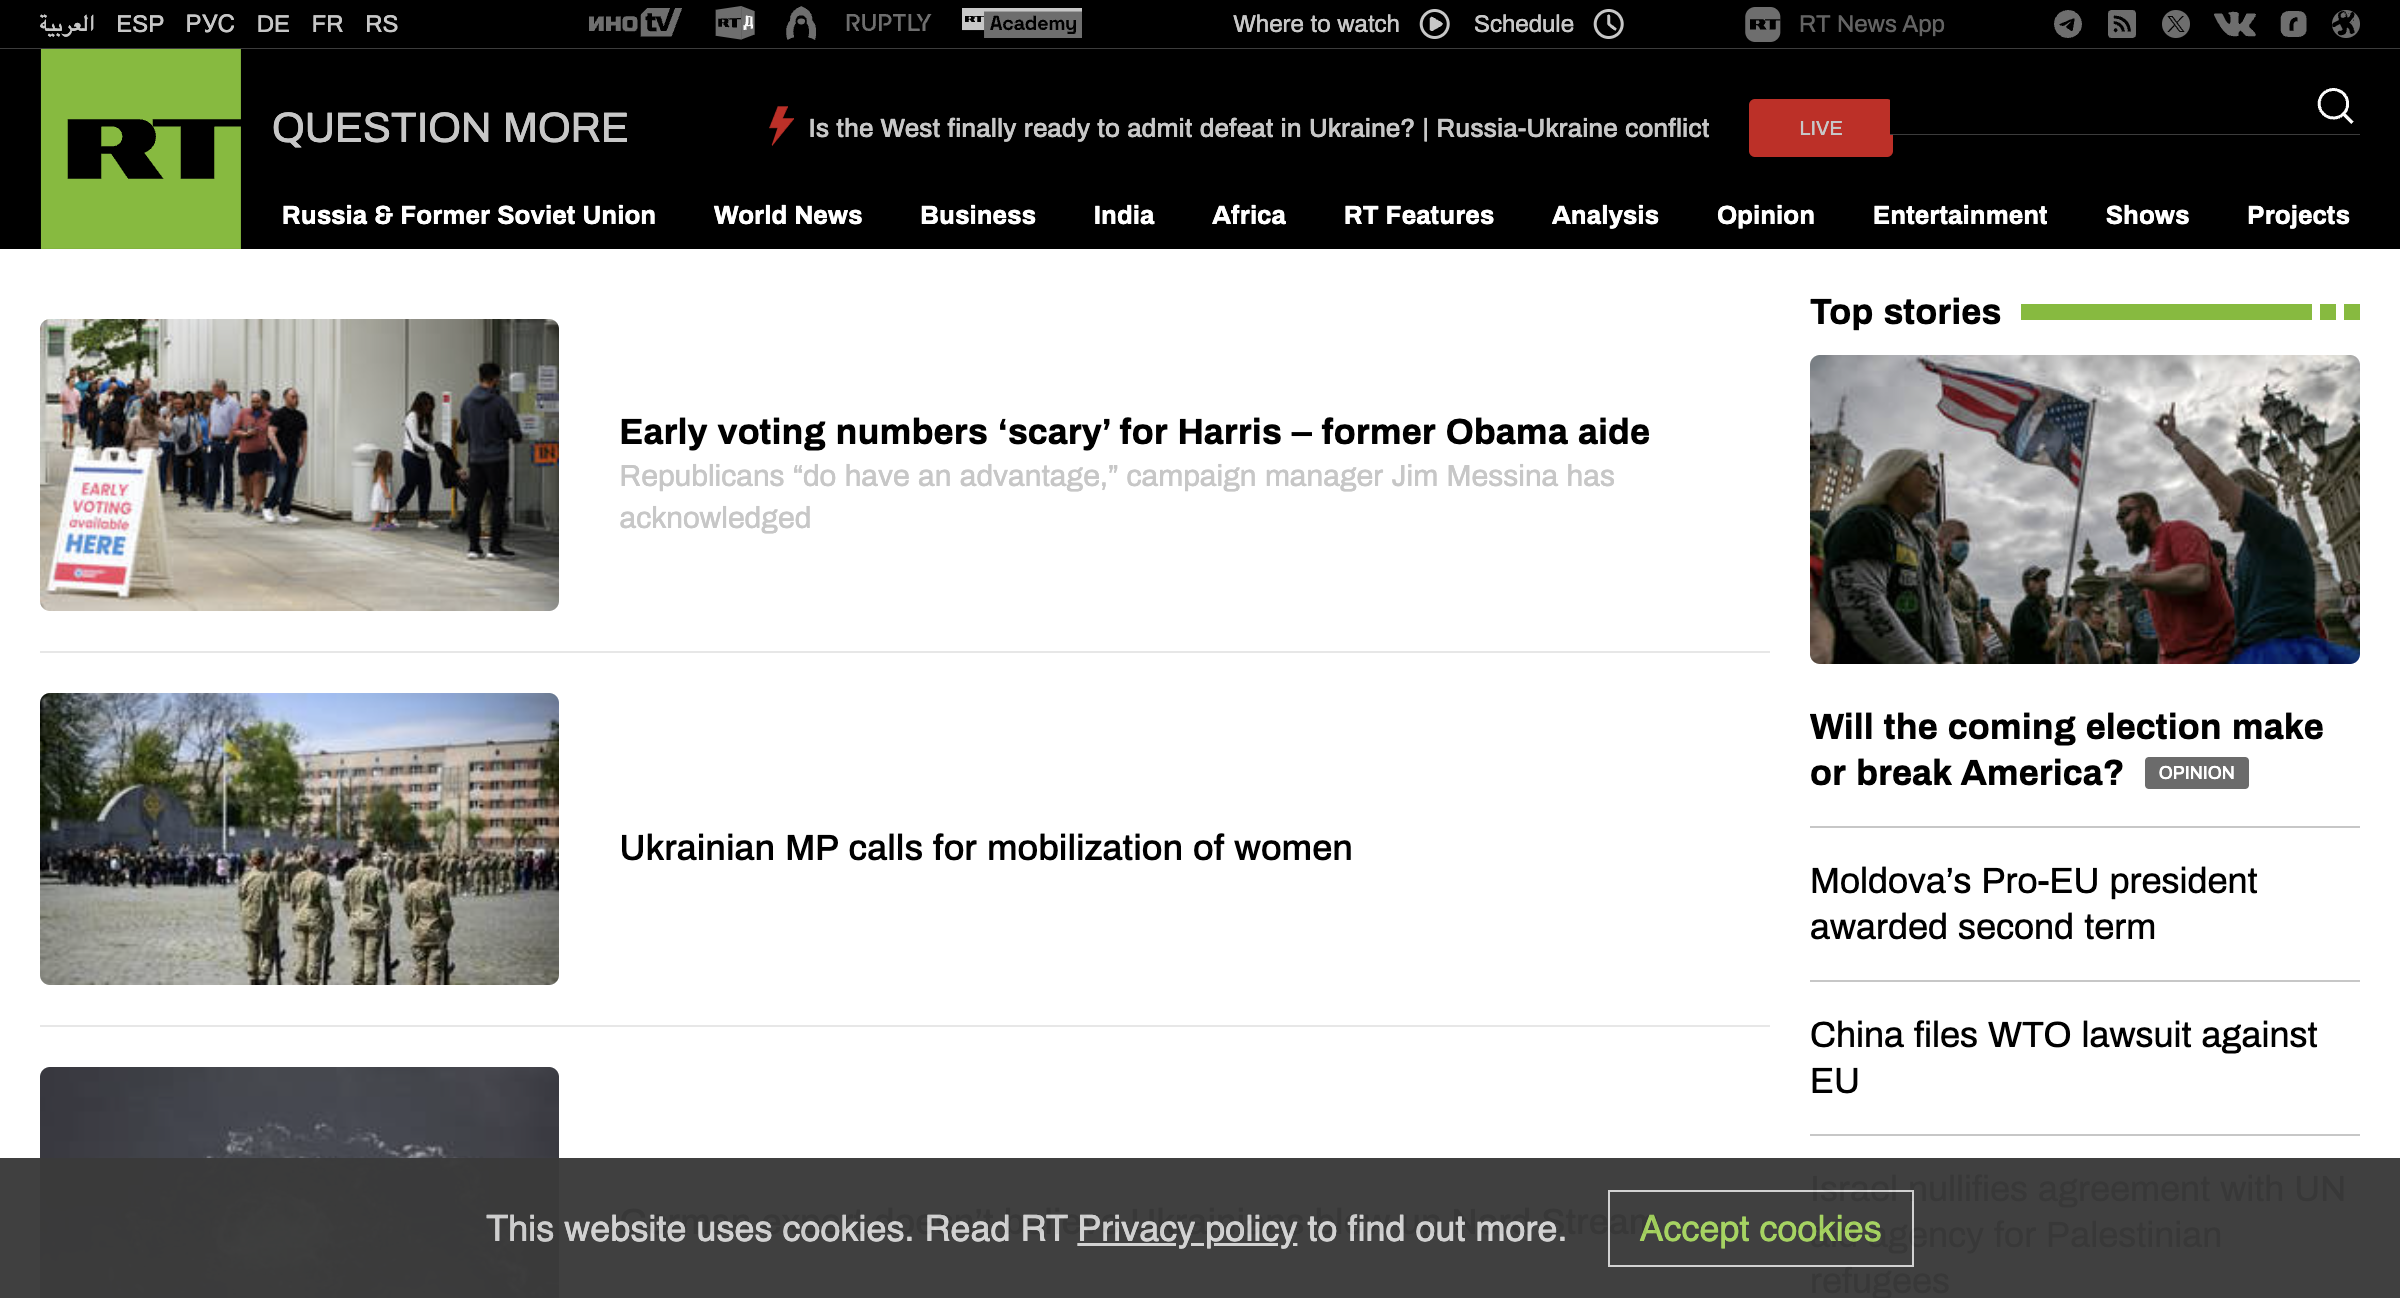 العربية ESP РУС DE FR RS
ИНО tv
RT Д
RUPTLY
RT Academy
Where to watch
Schedule
RT RT News App
RT
QUESTION MORE
Is the West finally ready to admit defeat in Ukraine? | Russia-Ukraine conflict
LIVE
Russia & Former Soviet Union World News Business India Africa RT Features Analysis Opinion Entertainment Shows Projects
EARLY
VOTING
available
HERE
IN
Early voting numbers ‘scary’ for Harris – former Obama aide
Republicans “do have an advantage,” campaign manager Jim Messina has
acknowledged
Ukrainian MP calls for mobilization of women
Top stories
Will the coming election make
or break America? OPINION
Moldova’s Pro-EU president
awarded second term
China files WTO lawsuit against
EU
Israel nullifies agreement with UN
agency for Palestinian
refugees
This website uses cookies. Read RT Privacy policy to find out more.
Accept cookies